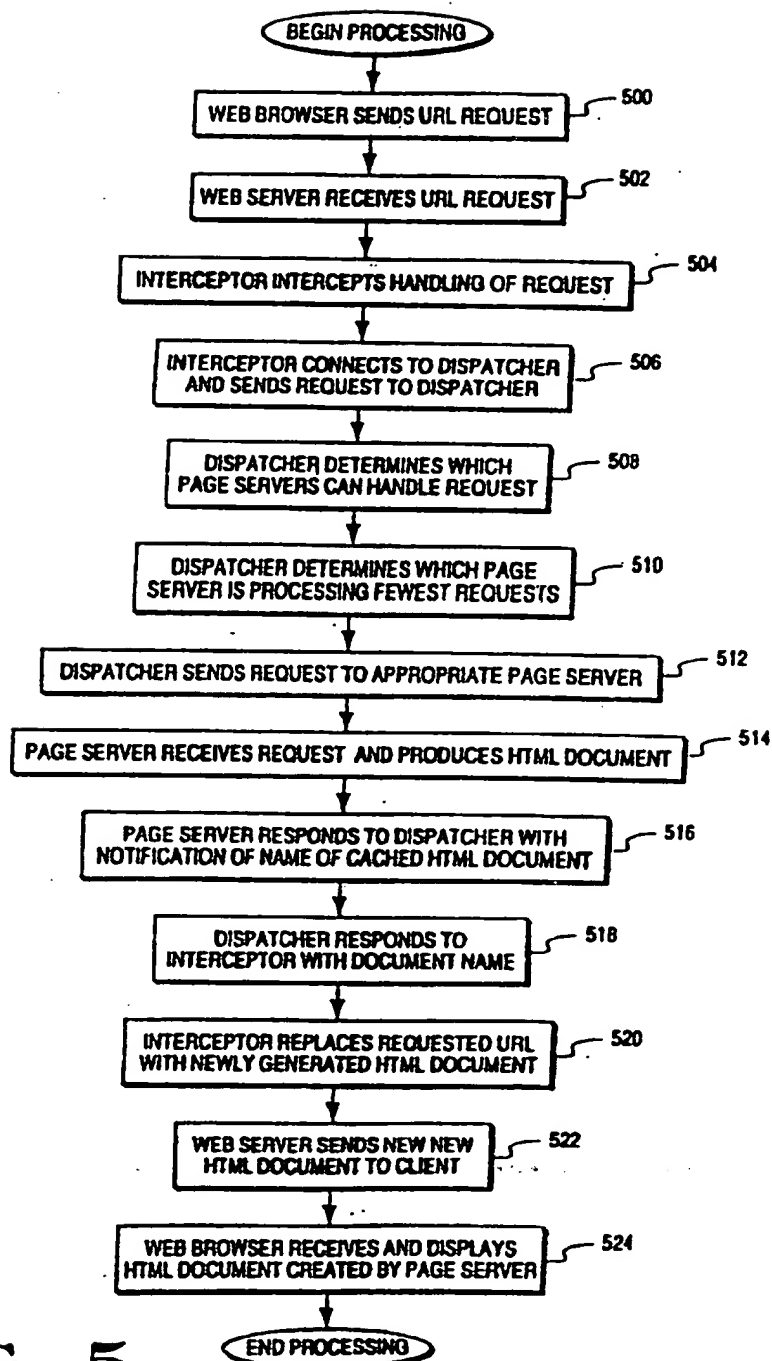 BEGIN PROCESSING
WEB BROWSER SENDS URL REQUEST
500
WEB SERVER RECEIVES URL REQUEST
502
INTERCEPTOR INTERCEPTS HANDLING OF REQUEST
504
INTERCEPTOR CONNECTS TO DISPATCHER
AND SENDS REQUEST TO DISPATCHER
506
DISPATCHER DETERMINES WHICH
PAGE SERVERS CAN HANDLE REQUEST
508
DISPATCHER DETERMINES WHICH PAGE
SERVER IS PROCESSING FEWEST REQUESTS
510
DISPATCHER SENDS REQUEST TO APPROPRIATE PAGE SERVER
512
PAGE SERVER RECEIVES REQUEST AND PRODUCES HTML DOCUMENT
514
PAGE SERVER RESPONDS TO DISPATCHER WITH
NOTIFICATION OF NAME OF CACHED HTML DOCUMENT
516
DISPATCHER RESPONDS TO
INTERCEPTOR WITH DOCUMENT NAME
518
INTERCEPTOR REPLACES REQUESTED URL
WITH NEWLY GENERATED HTML DOCUMENT
520
WEB SERVER SENDS NEW NEW
HTML DOCUMENT TO CLIENT
522
WEB BROWSER RECEIVES AND DISPLAYS
HTML DOCUMENT CREATED BY PAGE SERVER
524
END PROCESSING